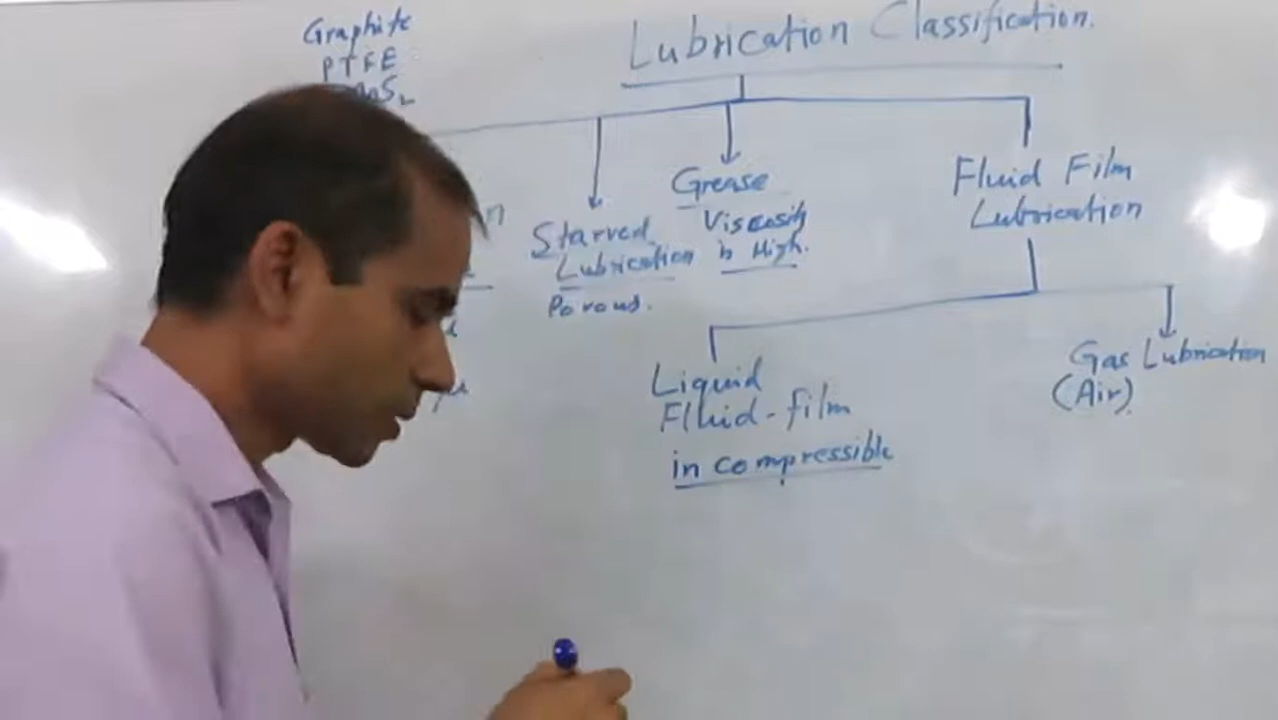 Graphite
PTFE
Lubrication Classification.
Starved
Lubrication
Porous.
Grease
Viscosity
is High.
Fluid Film
Lubrication
Liquid
Fluid-film
in compressible
Gas Lubrication
(Air)